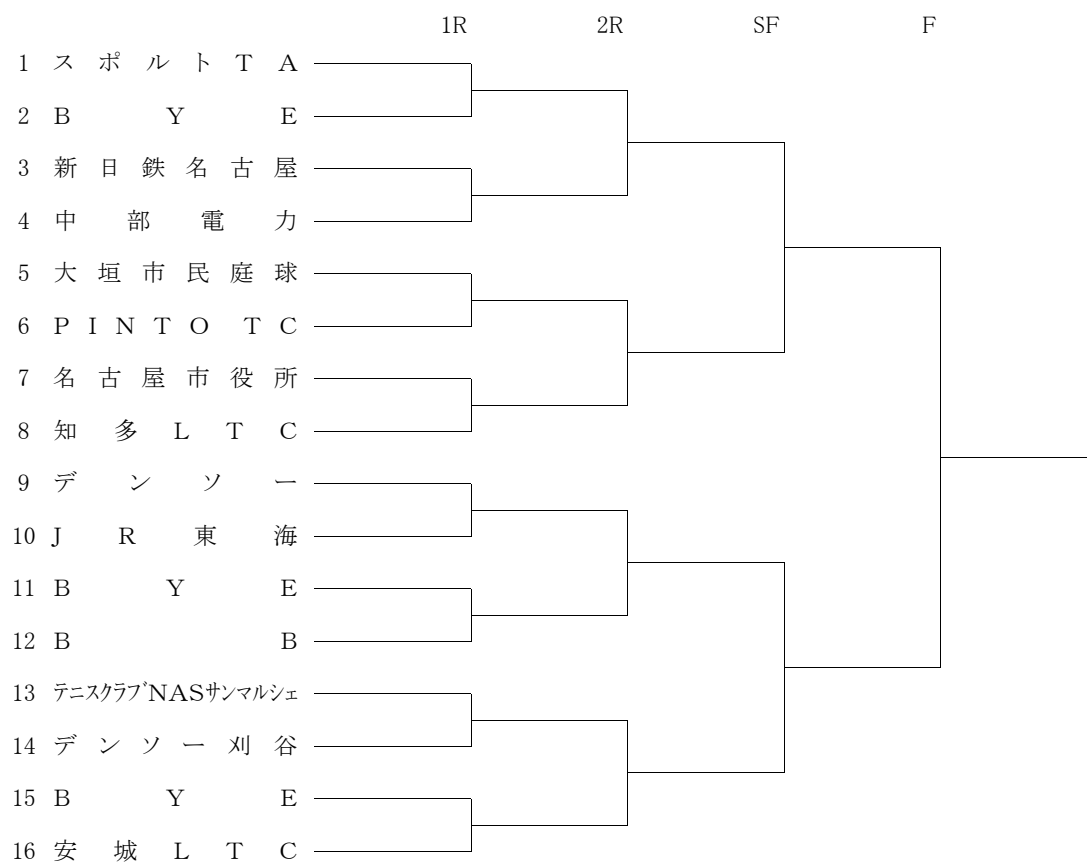 1R 2R SF F
1 スポルトTA
2 BYE
3 新日鉄名古屋
4 中部電力
5 大垣市民庭球
6 PINTO TC
7 名古屋市役所
8 知多LTC
9 デンソー
10 JR東海
11 BYE
12 BB
13 テニスクラブNASサンマルシェ
14 デンソー刈谷
15 BYE
16 安城LTC